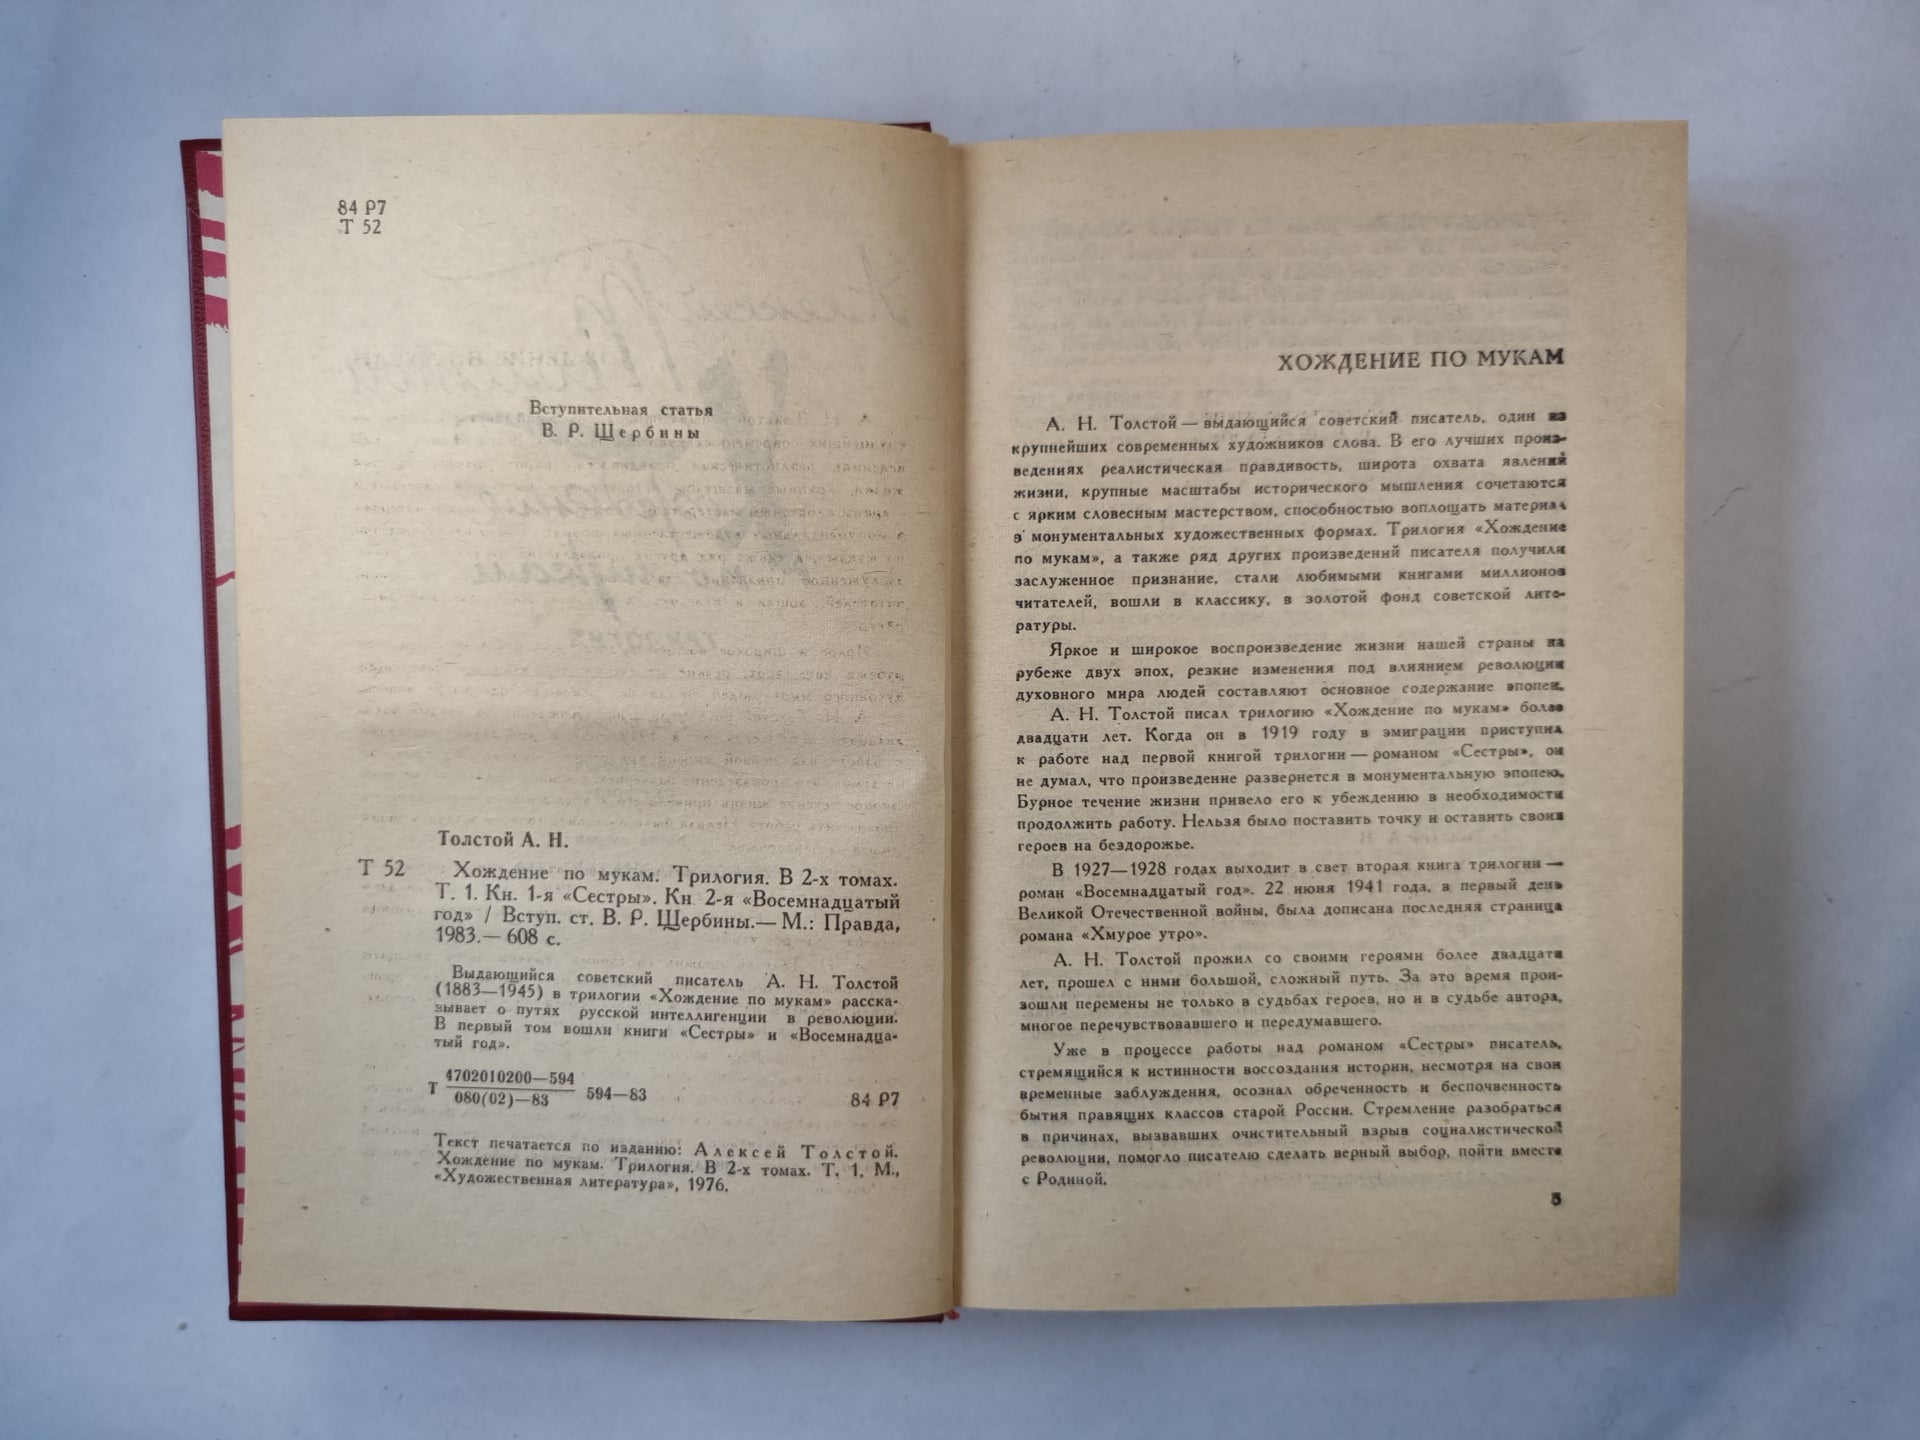 84 Р7
Т 52
Вступительная статья
В. Р. Щербины
Толстой А. Н.
Т 52 Хождение по мукам. Трилогия. В 2-х томах.
Т. 1. Кн. 1-я «Сестры». Кн 2-я «Восемнадцатый
год» / Вступ. ст. В. Р. Щербины.— М.: Правда,
1983.— 608 с.
Выдающийся советский писатель А. Н. Толстой
(1883—1945) в трилогии «Хождение по мукам» расска-
зывает о путях русской интеллигенции в революции.
В первый том вошли книги «Сестры» и «Восемнадца-
тый год».
4702010200—594
Т 080(02)—83 594—83
84 Р7
Текст печатается по изданию: Алексей Толстой.
Хождение по мукам. Трилогия. В 2-х томах. Т. 1. М.,
«Художественная литература», 1976.
ХОЖДЕНИЕ ПО МУКАМ
А. Н. Толстой — выдающийся советский писатель, один из
крупнейших современных художников слова. В его лучших произ-
ведениях реалистическая правдивость, широта охвата явлений
жизни, крупные масштабы исторического мышления сочетаются
с ярким словесным мастерством, способностью воплощать материал
в монументальных художественных формах. Трилогия «Хождение
по мукам», а также ряд других произведений писателя получили
заслуженное признание, стали любимыми книгами миллионов
читателей, вошли в классику, в золотой фонд советской лите-
ратуры.
Яркое и широкое воспроизведение жизни нашей страны на
рубеже двух эпох, резкие изменения под влиянием революции
духовного мира людей составляют основное содержание эпопеи.
А. Н. Толстой писал трилогию «Хождение по мукам» более
двадцати лет. Когда он в 1919 году в эмиграции приступил
к работе над первой книгой трилогии — романом «Сестры», он
не думал, что произведение развернется в монументальную эпопею.
Бурное течение жизни привело его к убеждению в необходимости
продолжить работу. Нельзя было поставить точку и оставить своих
героев на бездорожье.
В 1927—1928 годах выходит в свет вторая книга трилогии —
роман «Восемнадцатый год». 22 июня 1941 года, в первый день
Великой Отечественной войны, была дописана последняя страница
романа «Хмурое утро».
А. Н. Толстой прожил со своими героями более двадцати
лет, прошел с ними большой, сложный путь. За это время прои-
зошли перемены не только в судьбах героев, но и в судьбе автора,
многое перечувствовавшего и передумавшего.
Уже в процессе работы над романом «Сестры» писатель,
стремящийся к истинности воссоздания истории, несмотря на свои
временные заблуждения, осознал обреченность и беспочвенность
бытия правящих классов старой России. Стремление разобраться
в причинах, вызвавших очистительный взрыв социалистической
революции, помогло писателю сделать верный выбор, пойти вместе
с Родиной.
3